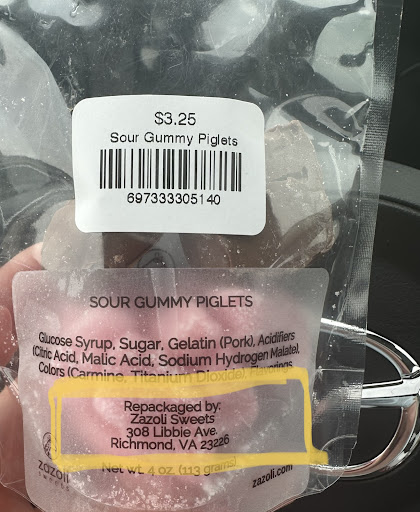 $3.25
Sour Gummy Piglets
697333305140
SOUR GUMMY PIGLETS
Glucose Syrup, Sugar, Gelatin (Pork), Acidifiers
(Citric Acid, Malic Acid, Sodium Hydrogen Malate),
Colors (Carmine, Titanium Dioxide), Flavorings
Repackaged by:
Zazoli Sweets
308 Libbie Ave.
Richmond, VA 23226
Net wt. 4 oz. (113 grams)
zazoli
SWEETS
zazoli.com